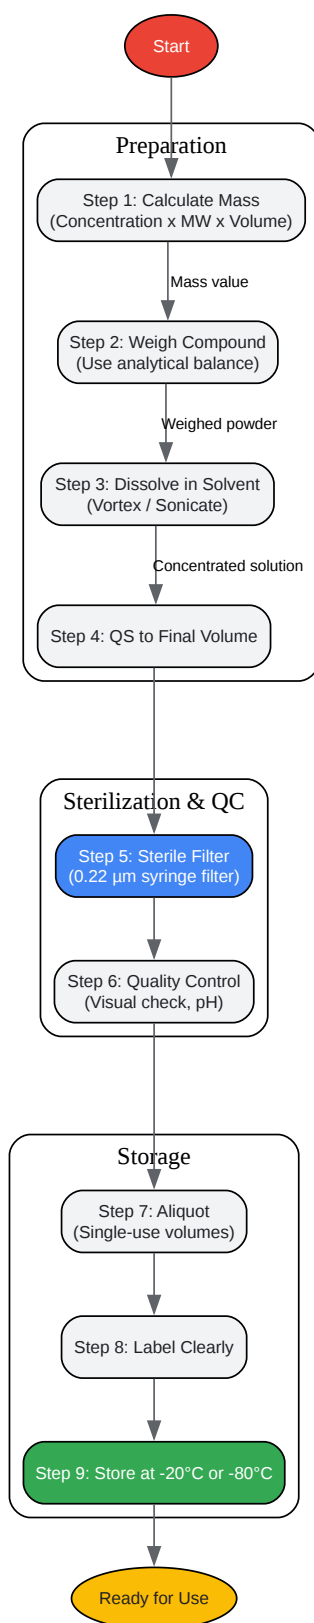 Start
Preparation
Step 1: Calculate Mass
(Concentration x MW x Volume)
Mass value
Step 2: Weigh Compound
(Use analytical balance)
Weighed powder
Step 3: Dissolve in Solvent
(Vortex / Sonicate)
Concentrated solution
Step 4: QS to Final Volume
Sterilization & QC
Step 5: Sterile Filter
(0.22 µm syringe filter)
Step 6: Quality Control
(Visual check, pH)
Storage
Step 7: Aliquot
(Single-use volumes)
Step 8: Label Clearly
Step 9: Store at -20°C or -80°C
Ready for Use